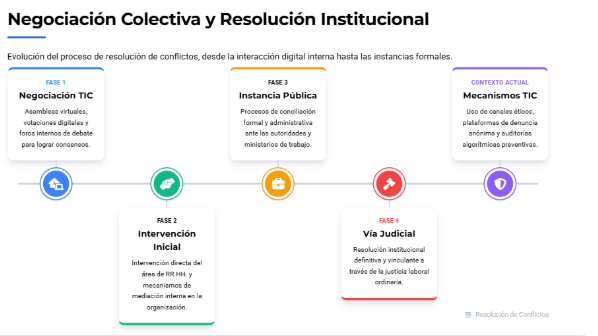 Negociación Colectiva y Resolución Institucional
Evolución del proceso de resolución de conflictos, desde la interacción digital interna hasta las instancias formales.
FASE 1
Negociación TIC
Asambleas virtuales,
votaciones digitales y
foros internos de debate
para lograr consensos.
FASE 2
Intervención
Inicial
Intervención directa del
área de RR.HH. y
mecanismos de
mediación interna en la
organización.
FASE 3
Instancia Pública
Procesos de conciliación
formal y administrativa
ante las autoridades y
ministerios de trabajo.
FASE 4
Vía Judicial
Resolución institucional
definitiva y vinculante a
través de la justicia laboral
ordinaria.
CONTEXTO ACTUAL
Mecanismos TIC
Uso de canales éticos,
plataformas de denuncia
anónima y auditorías
algorítmicas preventivas.
Resolución de Conflictos